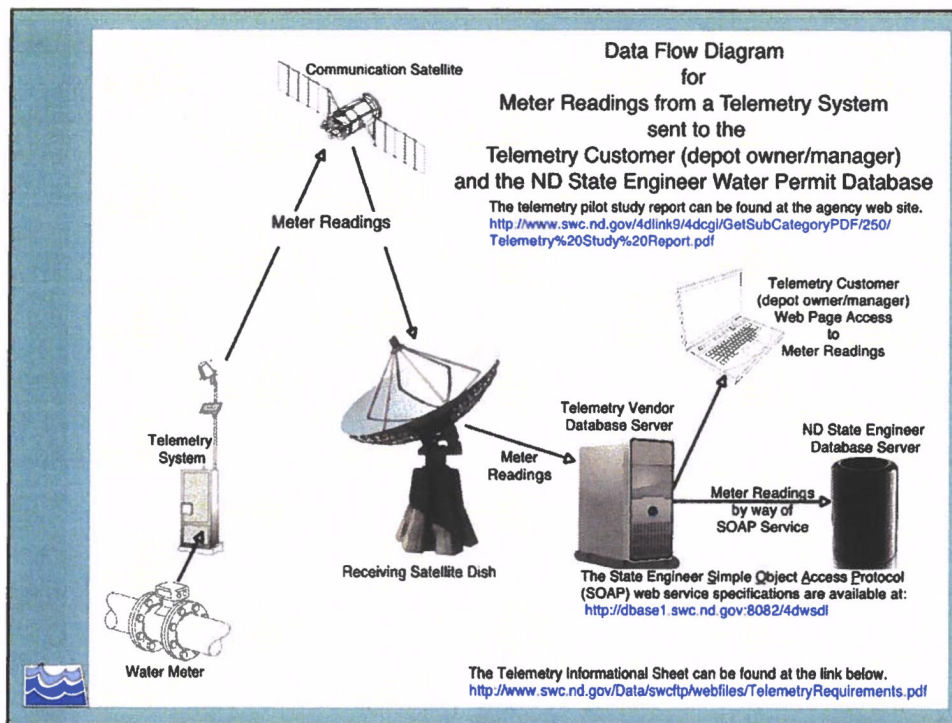 Data Flow Diagram
for
Meter Readings from a Telemetry System
sent to the
Telemetry Customer (depot owner/manager)
and the ND State Engineer Water Permit Database
The telemetry pilot study report can be found at the agency web site.
http://www.swc.nd.gov/4dlink9/4dcgi/GetSubCategoryPDF/250/
Telemetry%20Study%20Report.pdf
Communication Satellite
Meter Readings
Telemetry
System
Water Meter
Receiving Satellite Dish
Meter
Readings
Telemetry Vendor
Database Server
Telemetry Customer
(depot owner/manager)
Web Page Access
to
Meter Readings
ND State Engineer
Database Server
Meter Readings
by way of
SOAP Service
The State Engineer Simple Object Access Protocol
(SOAP) web service specifications are available at:
http://dbase1.swc.nd.gov:8082/4dwsdl
The Telemetry Informational Sheet can be found at the link below.
http://www.swc.nd.gov/Data/swcftp/webfiles/TelemetryRequirements.pdf